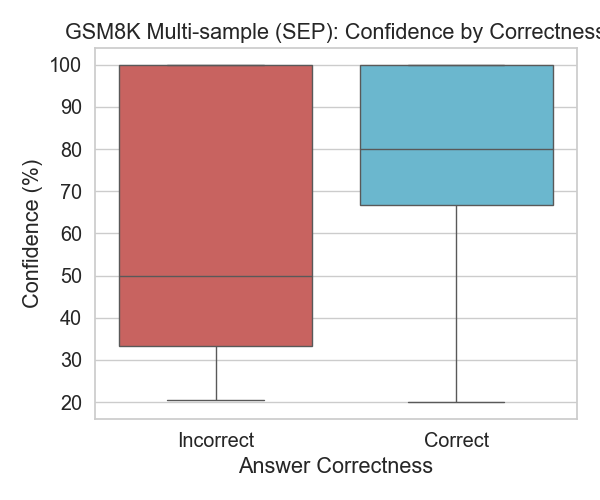 GSM8K Multi-sample (SEP): Confidence by Correctness
100
90
80
70
60
50
40
30
20
Confidence (%)
Incorrect
Correct
Answer Correctness